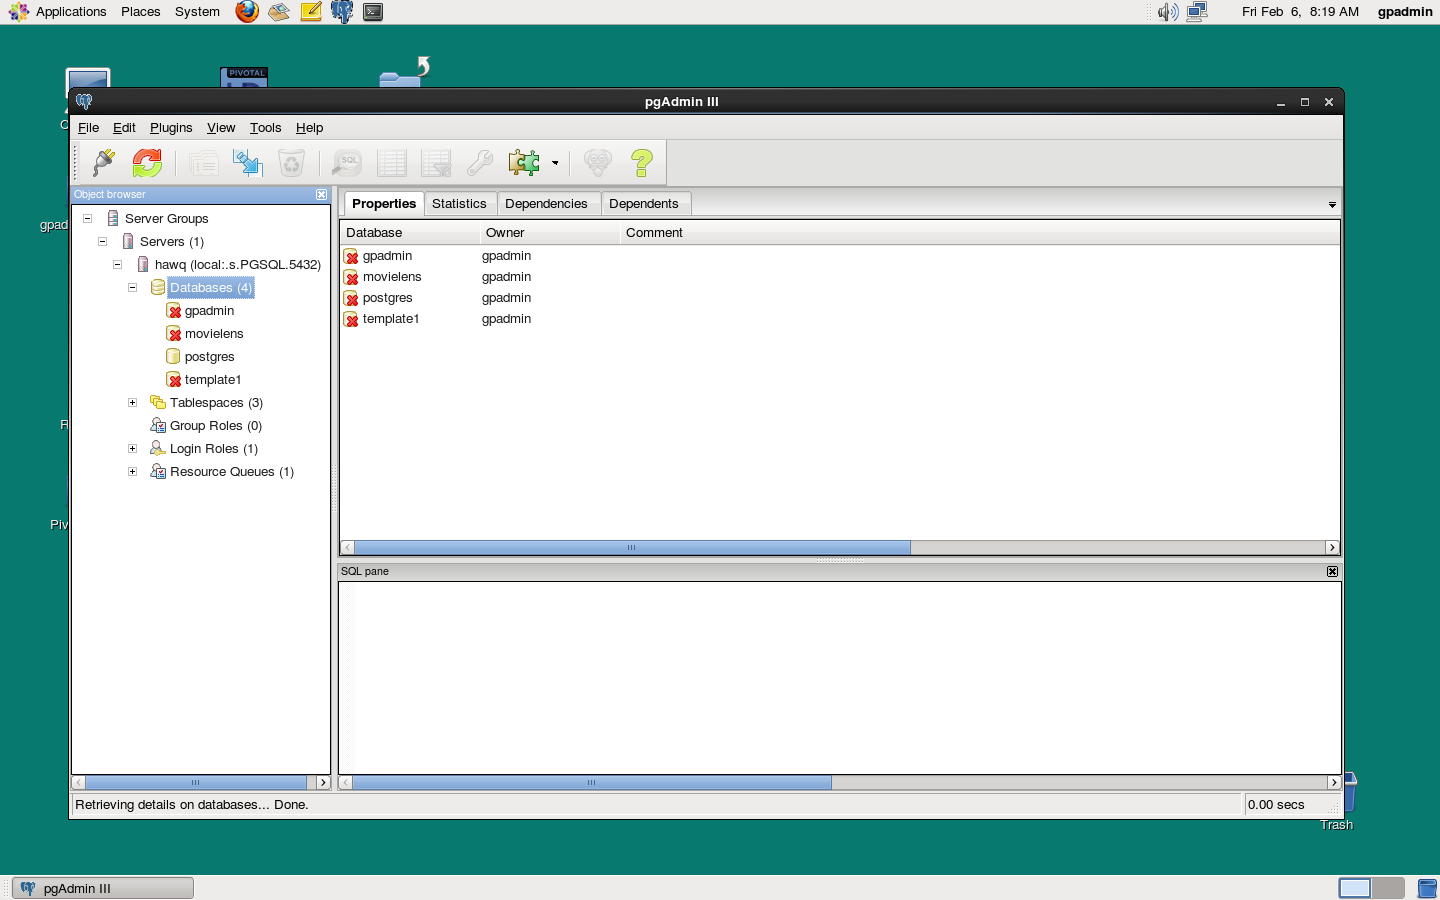 Applications Places System Fri Feb 6, 8:19 AM gpadmin
PIVOTAL
pgAdmin III
File Edit Plugins View Tools Help
SQL
Object browser
Server Groups
Servers (1)
hawq (local:.s.PGSQL.5432)
Databases (4)
gpadmin
movielens
postgres
template1
Tablespaces (3)
Group Roles (0)
Login Roles (1)
Resource Queues (1)
Properties Statistics Dependencies Dependents
Database Owner Comment
gpadmin gpadmin
movielens gpadmin
postgres gpadmin
template1 gpadmin
SQL pane
Retrieving details on databases... Done. 0.00 secs
gpad
Piv
Trash
pgAdmin III